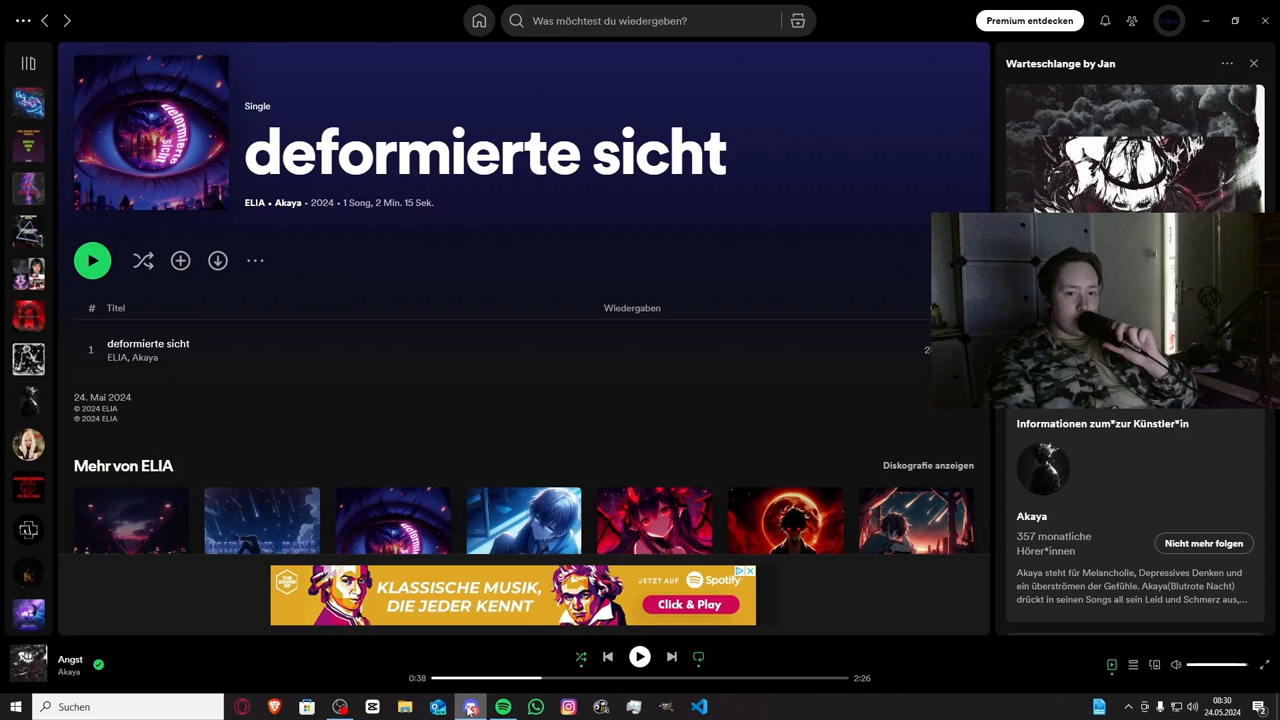 Was möchtest du wiedergeben?
Premium entdecken
Single
deformierte sicht
ELIA • Akaya • 2024 • 1 Song, 2 Min. 15 Sek.
# Titel Wiedergaben
1 deformierte sicht
ELIA, Akaya
24. Mai 2024
© 2024 ELIA
℗ 2024 ELIA
Mehr von ELIA
Diskografie anzeigen
THE SOUND OF
KLASSISCHE MUSIK,
DIE JEDER KENNT
JETZT AUF Spotify
Click & Play
Warteschlange by Jan
Informationen zum*zur Künstler*in
Akaya
357 monatliche
Hörer*innen
Nicht mehr folgen
Akaya steht für Melancholie, Depressives Denken und
ein überströmen der Gefühle. Akaya(Blutrote Nacht)
drückt in seinen Songs all sein Leid und Schmerz aus,...
Angst
Akaya
0:38
2:26
Suchen
08:30
24.05.2024